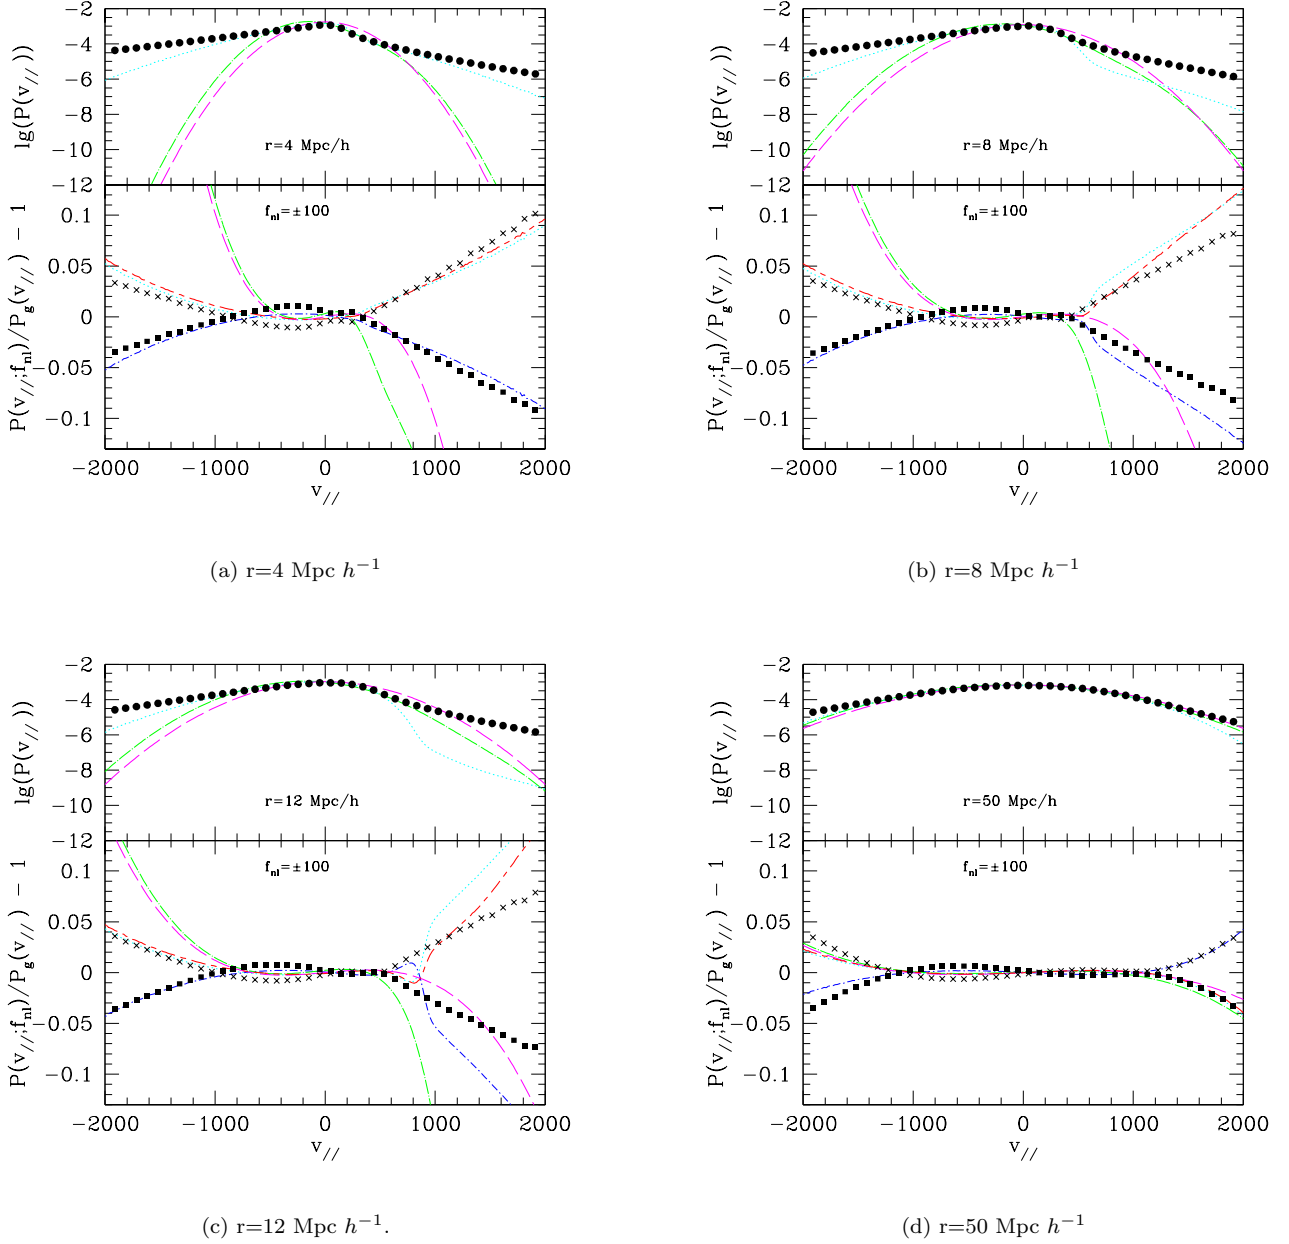 −2
−4
−6
−8
−10
−12
lg(P(v//))
r=4 Mpc/h
0.1
0.05
0
−0.05
−0.1
P(v//;fnl)/Pg(v//) − 1
fnl=±100
−2000 −1000 0 1000 2000
v//
(a) r=4 Mpc h−1
−2
−4
−6
−8
−10
−12
lg(P(v//))
r=8 Mpc/h
0.1
0.05
0
−0.05
−0.1
P(v//;fnl)/Pg(v//) − 1
fnl=±100
−2000 −1000 0 1000 2000
v//
(b) r=8 Mpc h−1
−2
−4
−6
−8
−10
−12
lg(P(v//))
r=12 Mpc/h
0.1
0.05
0
−0.05
−0.1
P(v//;fnl)/Pg(v//) − 1
fnl=±100
−2000 −1000 0 1000 2000
v//
(c) r=12 Mpc h−1.
−2
−4
−6
−8
−10
−12
lg(P(v//))
r=50 Mpc/h
0.1
0.05
0
−0.05
−0.1
P(v//;fnl)/Pg(v//) − 1
fnl=±100
−2000 −1000 0 1000 2000
v//
(d) r=50 Mpc h−1